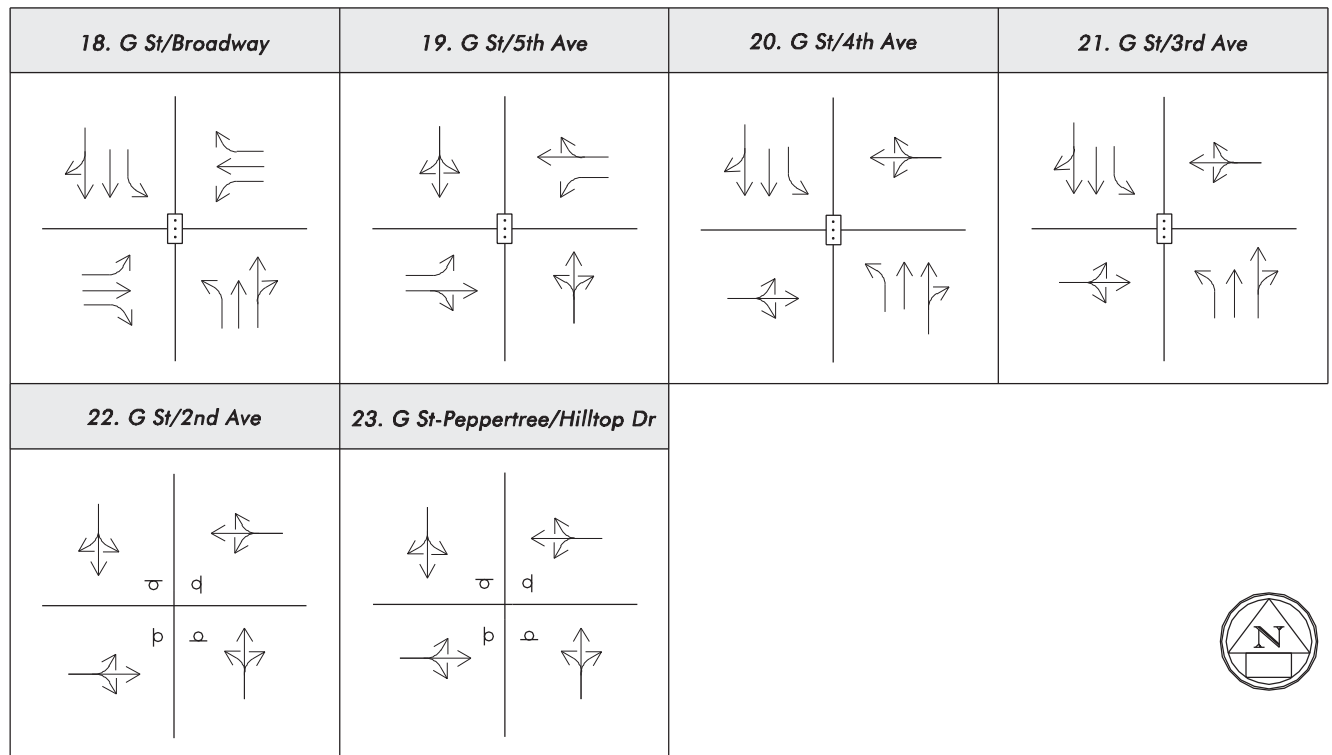 18. G St/Broadway
19. G St/5th Ave
20. G St/4th Ave
21. G St/3rd Ave
22. G St/2nd Ave
23. G St-Peppertree/Hilltop Dr
N